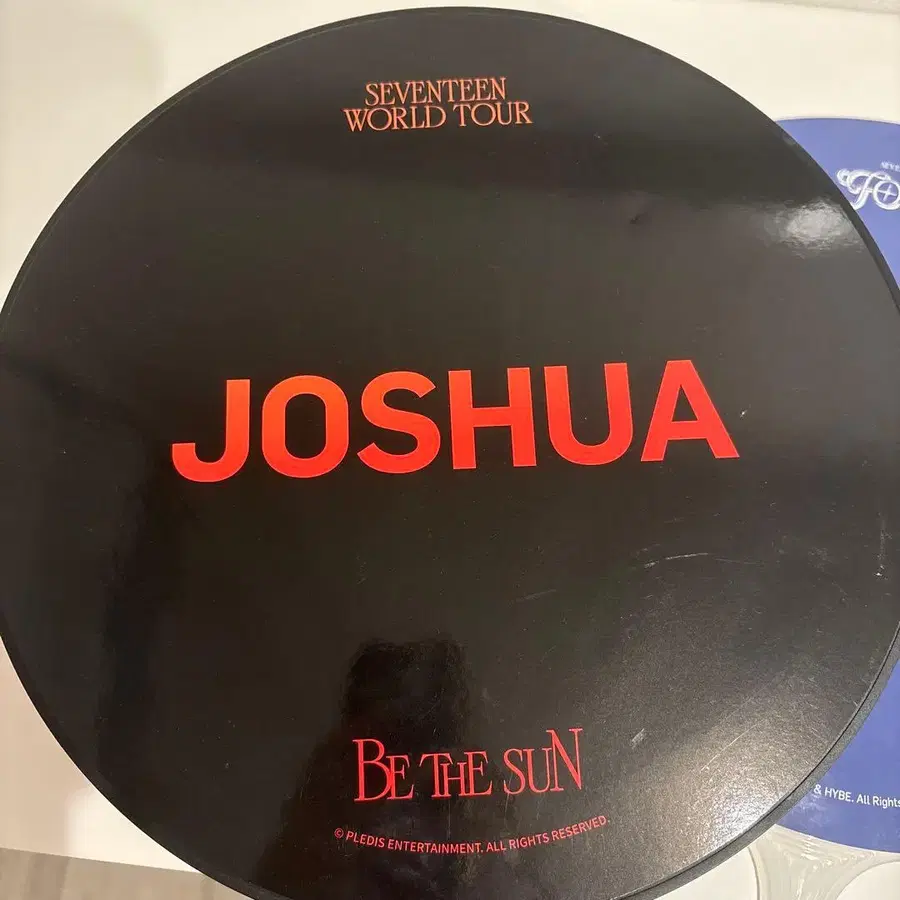 SEVENTEEN
WORLD TOUR
JOSHUA
BE THE SUN
© PLEDIS ENTERTAINMENT. ALL RIGHTS RESERVED.
& HYBE. All Rights